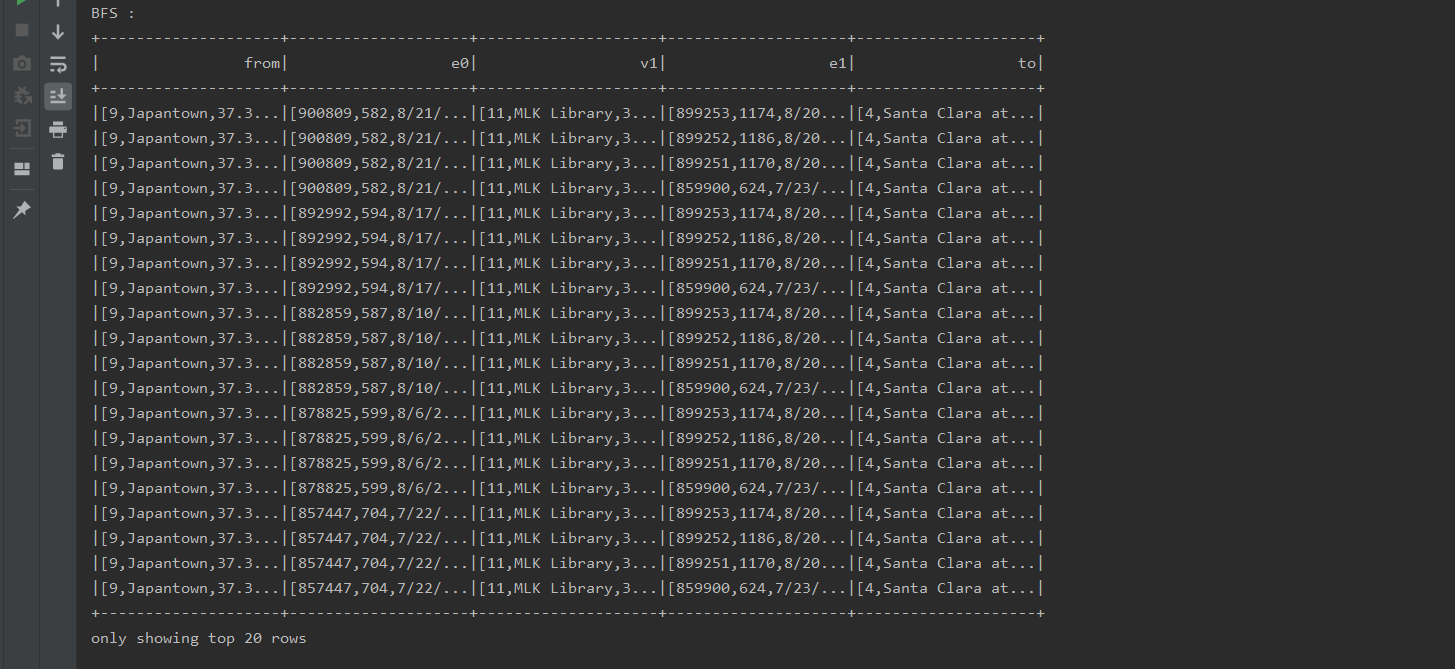 BFS :
+--------------------+--------------------+--------------------+--------------------+--------------------+
|                from|                  e0|                  v1|                  e1|                  to|
+--------------------+--------------------+--------------------+--------------------+--------------------+
|[9,Japantown,37.3...|[900809,582,8/21/...|[11,MLK Library,3...|[899253,1174,8/20...|[4,Santa Clara at...|
|[9,Japantown,37.3...|[900809,582,8/21/...|[11,MLK Library,3...|[899252,1186,8/20...|[4,Santa Clara at...|
|[9,Japantown,37.3...|[900809,582,8/21/...|[11,MLK Library,3...|[899251,1170,8/20...|[4,Santa Clara at...|
|[9,Japantown,37.3...|[900809,582,8/21/...|[11,MLK Library,3...|[859900,624,7/23/...|[4,Santa Clara at...|
|[9,Japantown,37.3...|[892992,594,8/17/...|[11,MLK Library,3...|[899253,1174,8/20...|[4,Santa Clara at...|
|[9,Japantown,37.3...|[892992,594,8/17/...|[11,MLK Library,3...|[899252,1186,8/20...|[4,Santa Clara at...|
|[9,Japantown,37.3...|[892992,594,8/17/...|[11,MLK Library,3...|[899251,1170,8/20...|[4,Santa Clara at...|
|[9,Japantown,37.3...|[892992,594,8/17/...|[11,MLK Library,3...|[859900,624,7/23/...|[4,Santa Clara at...|
|[9,Japantown,37.3...|[882859,587,8/10/...|[11,MLK Library,3...|[899253,1174,8/20...|[4,Santa Clara at...|
|[9,Japantown,37.3...|[882859,587,8/10/...|[11,MLK Library,3...|[899252,1186,8/20...|[4,Santa Clara at...|
|[9,Japantown,37.3...|[882859,587,8/10/...|[11,MLK Library,3...|[899251,1170,8/20...|[4,Santa Clara at...|
|[9,Japantown,37.3...|[882859,587,8/10/...|[11,MLK Library,3...|[859900,624,7/23/...|[4,Santa Clara at...|
|[9,Japantown,37.3...|[878825,599,8/6/2...|[11,MLK Library,3...|[899253,1174,8/20...|[4,Santa Clara at...|
|[9,Japantown,37.3...|[878825,599,8/6/2...|[11,MLK Library,3...|[899252,1186,8/20...|[4,Santa Clara at...|
|[9,Japantown,37.3...|[878825,599,8/6/2...|[11,MLK Library,3...|[899251,1170,8/20...|[4,Santa Clara at...|
|[9,Japantown,37.3...|[878825,599,8/6/2...|[11,MLK Library,3...|[859900,624,7/23/...|[4,Santa Clara at...|
|[9,Japantown,37.3...|[857447,704,7/22/...|[11,MLK Library,3...|[899253,1174,8/20...|[4,Santa Clara at...|
|[9,Japantown,37.3...|[857447,704,7/22/...|[11,MLK Library,3...|[899252,1186,8/20...|[4,Santa Clara at...|
|[9,Japantown,37.3...|[857447,704,7/22/...|[11,MLK Library,3...|[899251,1170,8/20...|[4,Santa Clara at...|
|[9,Japantown,37.3...|[857447,704,7/22/...|[11,MLK Library,3...|[859900,624,7/23/...|[4,Santa Clara at...|
+--------------------+--------------------+--------------------+--------------------+--------------------+
only showing top 20 rows